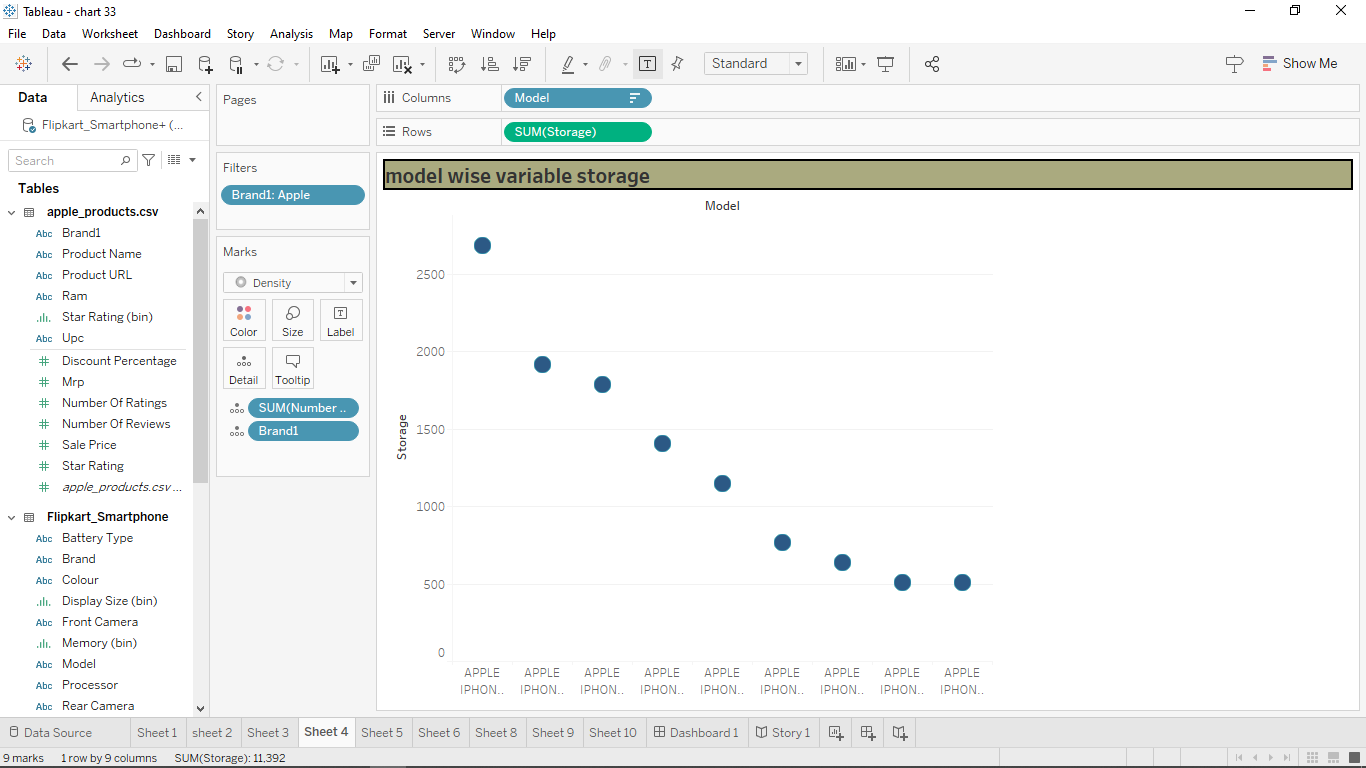 Tableau - chart 33
File Data Worksheet Dashboard Story Analysis Map Format Server Window Help
Standard
Show Me
Data Analytics
Flipkart_Smartphone+ (...
Search
Tables
apple_products.csv
Abc Brand1
Abc Product Name
Abc Product URL
Abc Ram
Star Rating (bin)
Abc Upc
# Discount Percentage
# Mrp
# Number Of Ratings
# Number Of Reviews
# Sale Price
# Star Rating
# apple_products.csv ...
Flipkart_Smartphone
Abc Battery Type
Abc Brand
Abc Colour
Display Size (bin)
Abc Front Camera
Memory (bin)
Abc Model
Abc Processor
Abc Rear Camera
Pages
Filters
Brand1: Apple
Marks
Density
Color Size Label
Detail Tooltip
SUM(Number ..
Brand1
Columns Model
Rows SUM(Storage)
model wise variable storage
Model
Storage
2500
2000
1500
1000
500
0
APPLE APPLE APPLE APPLE APPLE APPLE APPLE APPLE APPLE
IPHON.. IPHON.. IPHON.. IPHON.. IPHON.. IPHON.. IPHON.. IPHON.. IPHON..
Data Source Sheet 1 sheet 2 Sheet 3 Sheet 4 Sheet 5 Sheet 6 Sheet 8 Sheet 9 Sheet 10 Dashboard 1 Story 1
9 marks 1 row by 9 columns SUM(Storage): 11,392